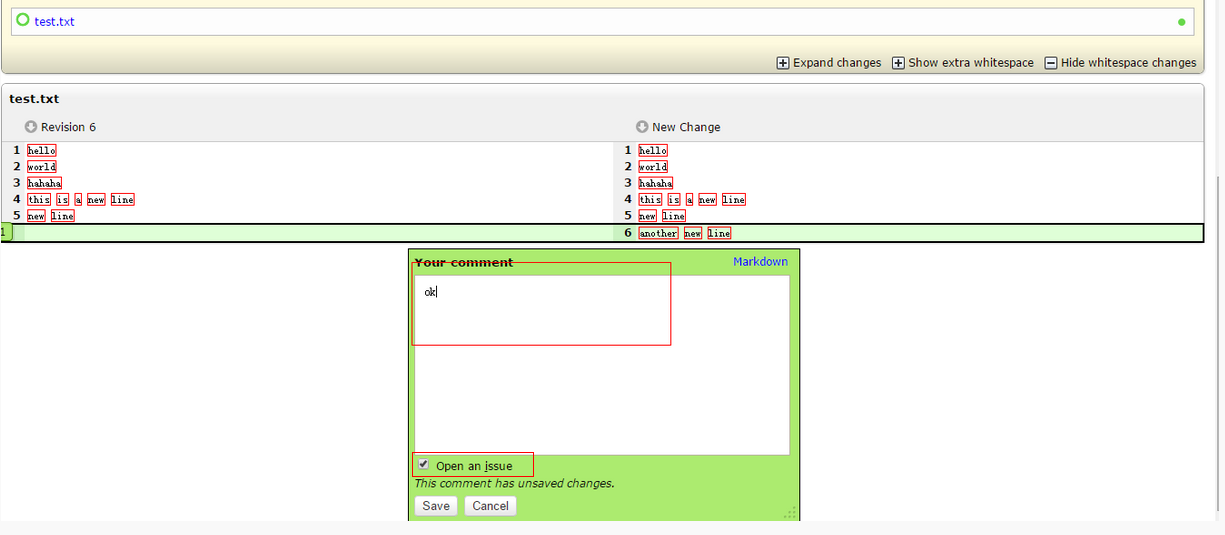 test.txt
Expand changes Show extra whitespace Hide whitespace changes
test.txt
Revision 6 New Change
1 hello 1 hello
2 world 2 world
3 hahaha 3 hahaha
4 this is a new line 4 this is a new line
5 new line 5 new line
1 6 another new line
Your comment Markdown
ok
Open an issue
This comment has unsaved changes.
Save Cancel